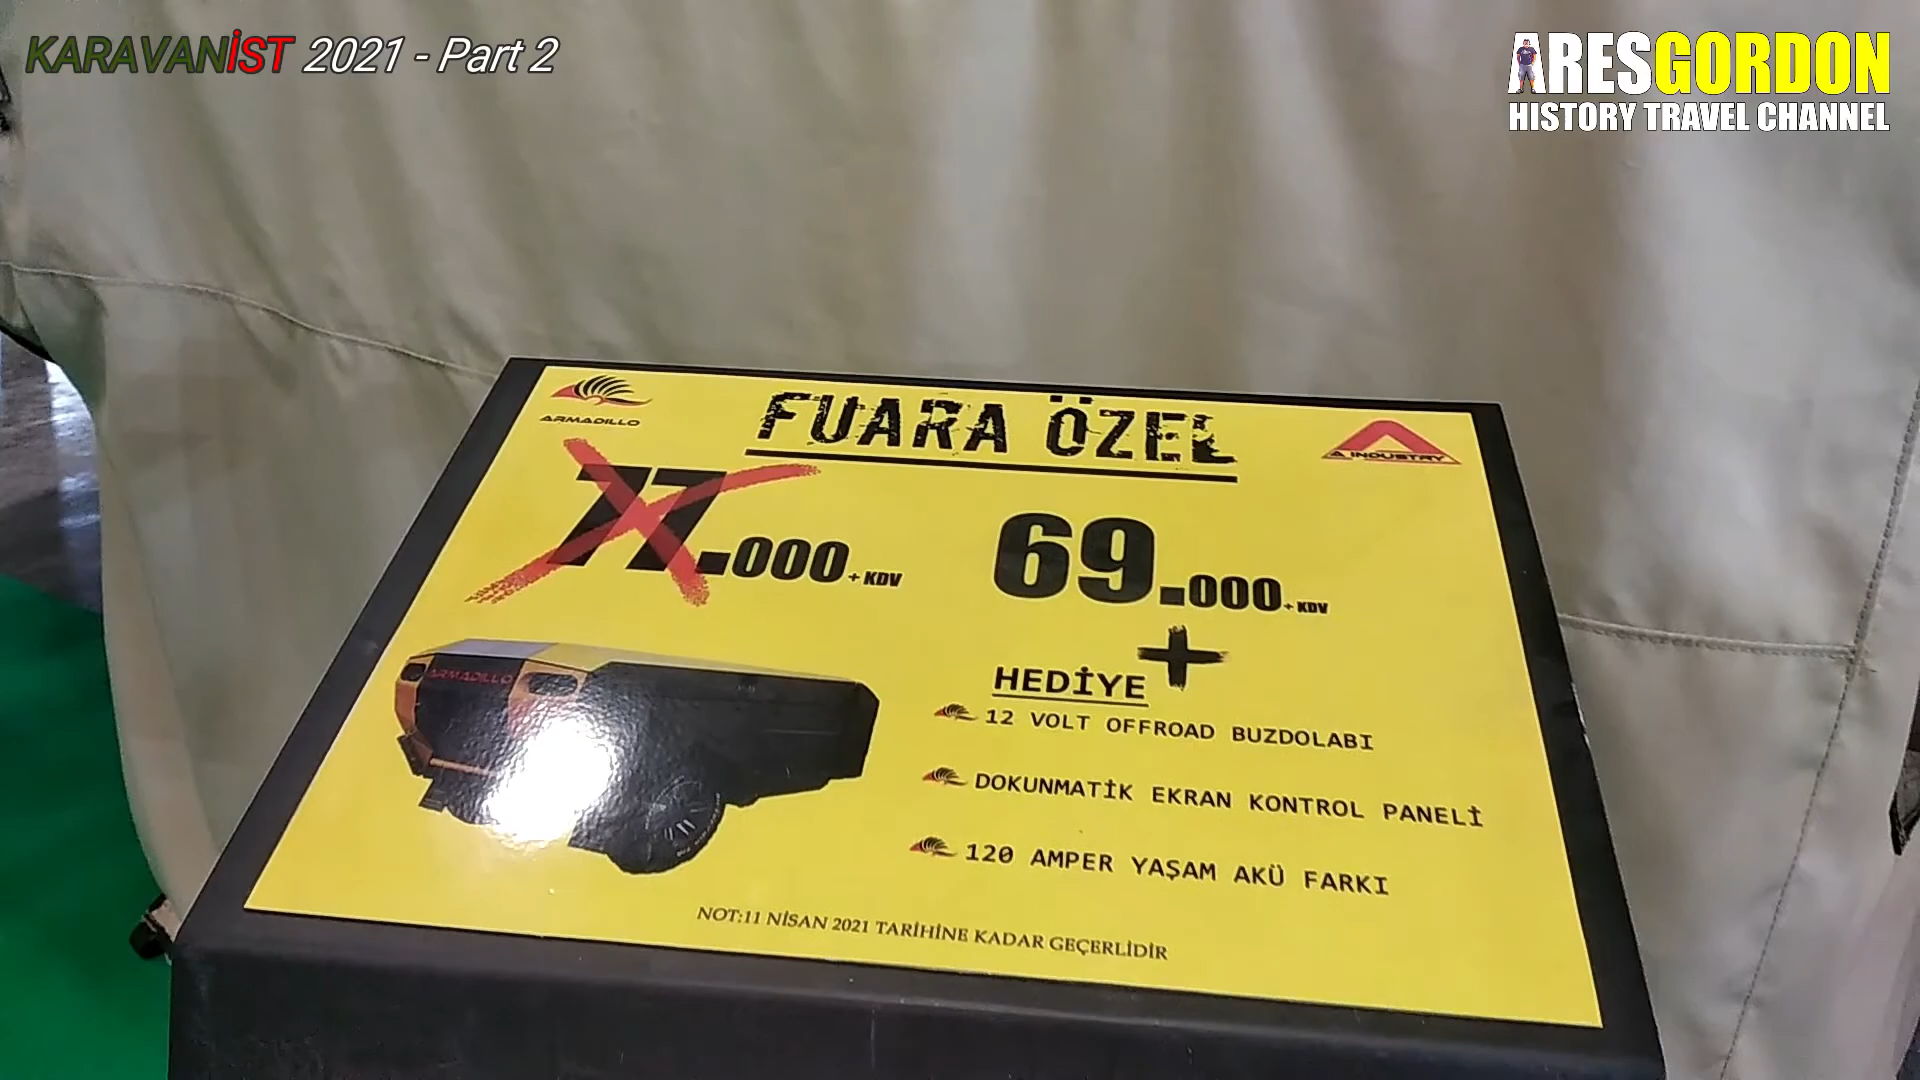 KARAVANİST 2021 - Part 2
ARESGORDON
HISTORY TRAVEL CHANNEL
ARMADILLO
FUARA ÖZEL
A INDUSTRY
77.000 + KDV
69.000 + KDV
+
HEDİYE
ARMADILLO
12 VOLT OFFROAD BUZDOLABI
DOKUNMATİK EKRAN KONTROL PANELİ
120 AMPER YAŞAM AKÜ FARKI
NOT:11 NİSAN 2021 TARİHİNE KADAR GEÇERLİDİR